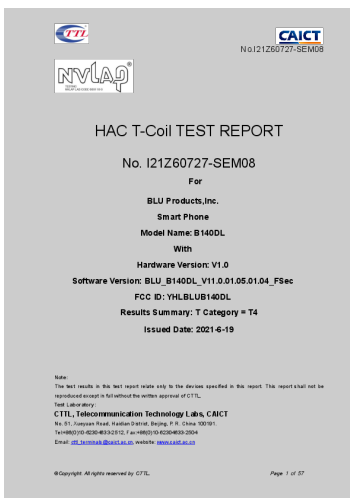 CTTL
CAICT
No.I21Z60727-SEM08
NVLAP
HAC T-Coil TEST REPORT
No. I21Z60727-SEM08
For
BLU Products,Inc.
Smart Phone
Model Name: B140DL
With
Hardware Version: V1.0
Software Version: BLU_B140DL_V11.0.01.05.01.04_FSec
FCC ID: YHLBLUB140DL
Results Summary: T Category = T4
Issued Date: 2021-6-19
Note:
The test results in this test report relate only to the devices specified in this report. This report shall not be
reproduced except in full without the written approval of CTTL.
Test Laboratory:
CTTL, Telecommunication Technology Labs, CAICT
No. 51, Xueyuan Road, Haidian District, Beijing, P. R. China 100191.
Tel:+86(0)10-62304633-2512, Fax:+86(0)10-62304633-2504
Email: cttl_terminals@caict.ac.cn, website: www.caict.ac.cn
©Copyright. All rights reserved by CTTL.
Page 1 of 57